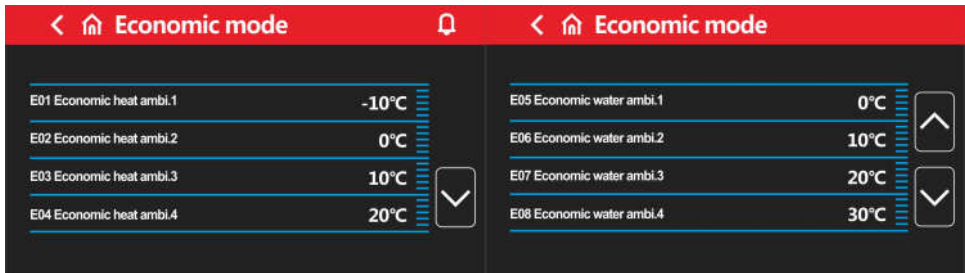 Economic mode
E01 Economic heat ambi.1 -10°C
E02 Economic heat ambi.2 0°C
E03 Economic heat ambi.3 10°C
E04 Economic heat ambi.4 20°C
Economic mode
E05 Economic water ambi.1 0°C
E06 Economic water ambi.2 10°C
E07 Economic water ambi.3 20°C
E08 Economic water ambi.4 30°C